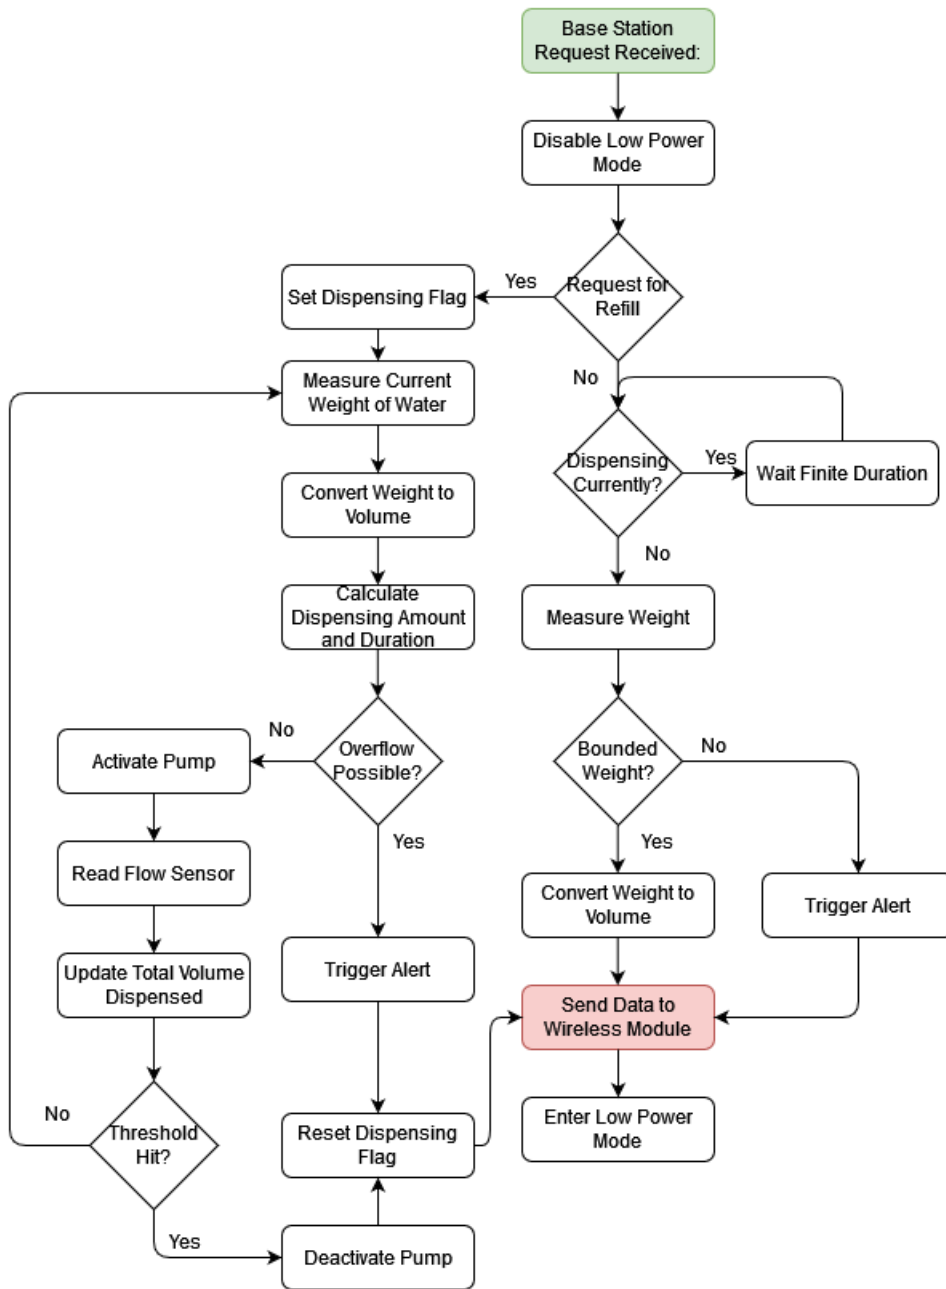 Base Station
Request Received:
Disable Low Power
Mode
Request for
Refill
Yes
Set Dispensing Flag
No
Measure Current
Weight of Water
Dispensing
Currently?
Yes
Wait Finite Duration
Convert Weight to
Volume
No
Calculate
Dispensing Amount
and Duration
Measure Weight
No
Overflow
Possible?
Activate Pump
Bounded
Weight?
No
Yes
Yes
Read Flow Sensor
Convert Weight to
Volume
Trigger Alert
Update Total Volume
Dispensed
Trigger Alert
Send Data to
Wireless Module
No
Threshold
Hit?
Reset Dispensing
Flag
Enter Low Power
Mode
Yes
Deactivate Pump